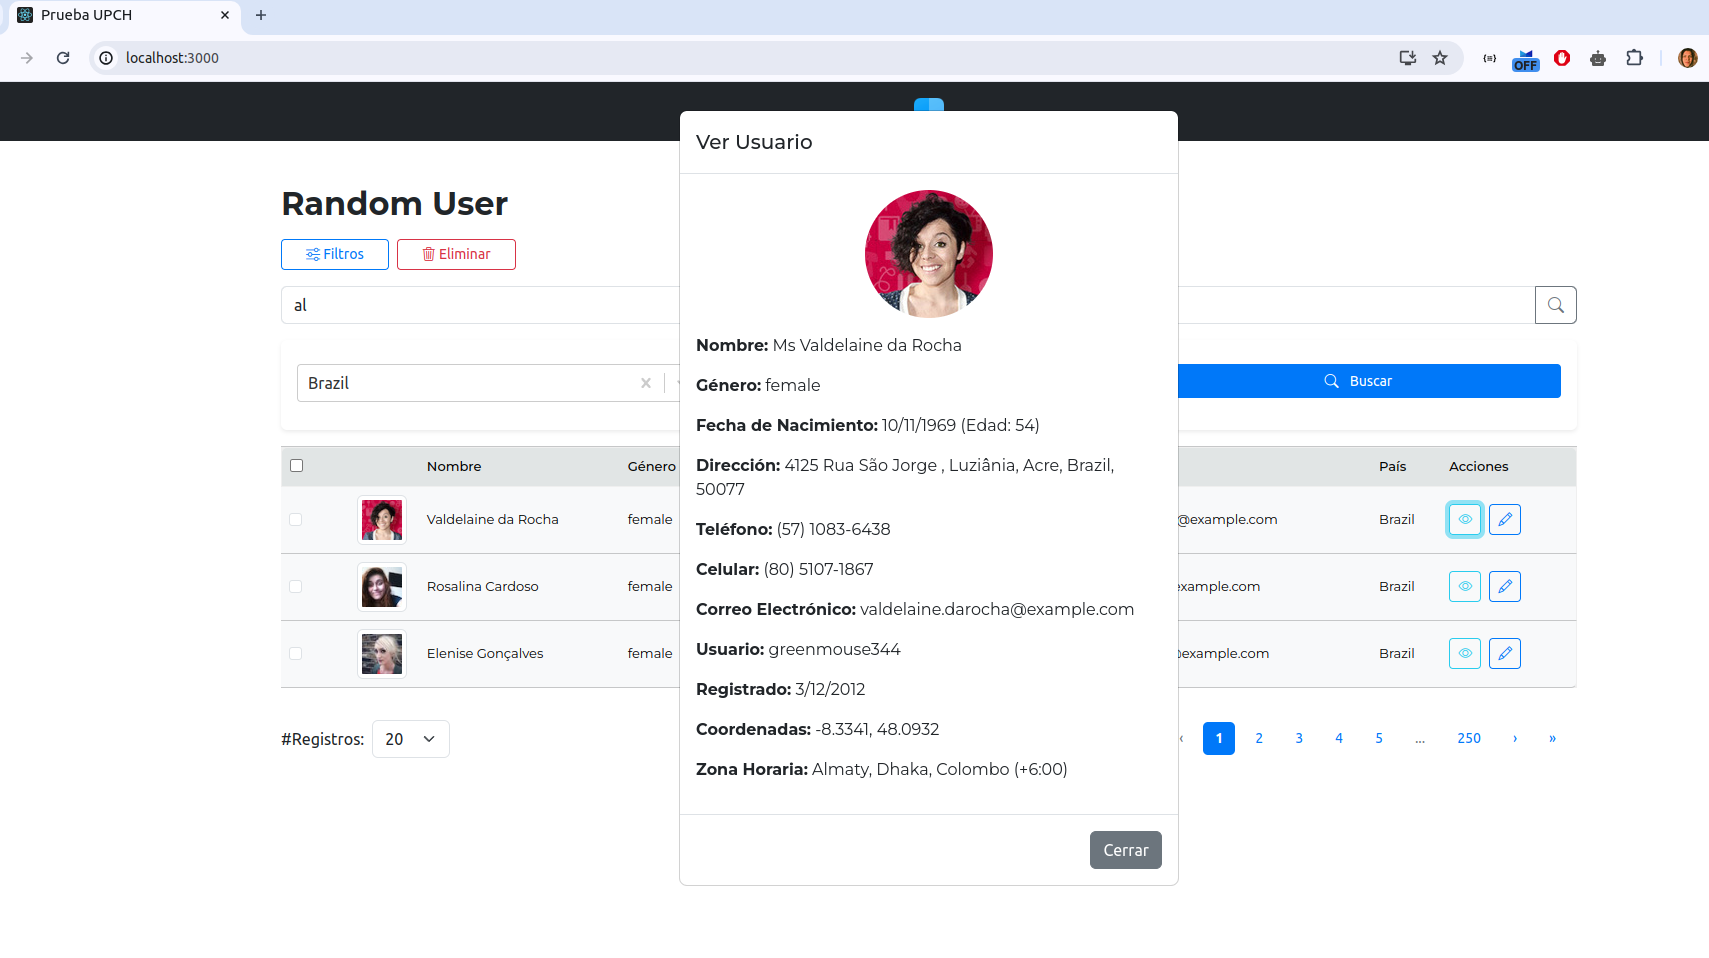 Prueba UPCH
localhost:3000
OFF
Ver Usuario
Random User
Filtros
Eliminar
al
Brazil
Buscar
Nombre: Ms Valdelaine da Rocha
Género: female
Fecha de Nacimiento: 10/11/1969 (Edad: 54)
Dirección: 4125 Rua São Jorge , Luziânia, Acre, Brazil,
50077
Teléfono: (57) 1083-6438
Celular: (80) 5107-1867
Correo Electrónico: valdelaine.darocha@example.com
Usuario: greenmouse344
Registrado: 3/12/2012
Coordenadas: -8.3341, 48.0932
Zona Horaria: Almaty, Dhaka, Colombo (+6:00)
Cerrar
Nombre Género País Acciones
Valdelaine da Rocha female @example.com Brazil
Rosalina Cardoso female example.com Brazil
Elenise Gonçalves female @example.com Brazil
#Registros: 20
‹ 1 2 3 4 5 ... 250 › »